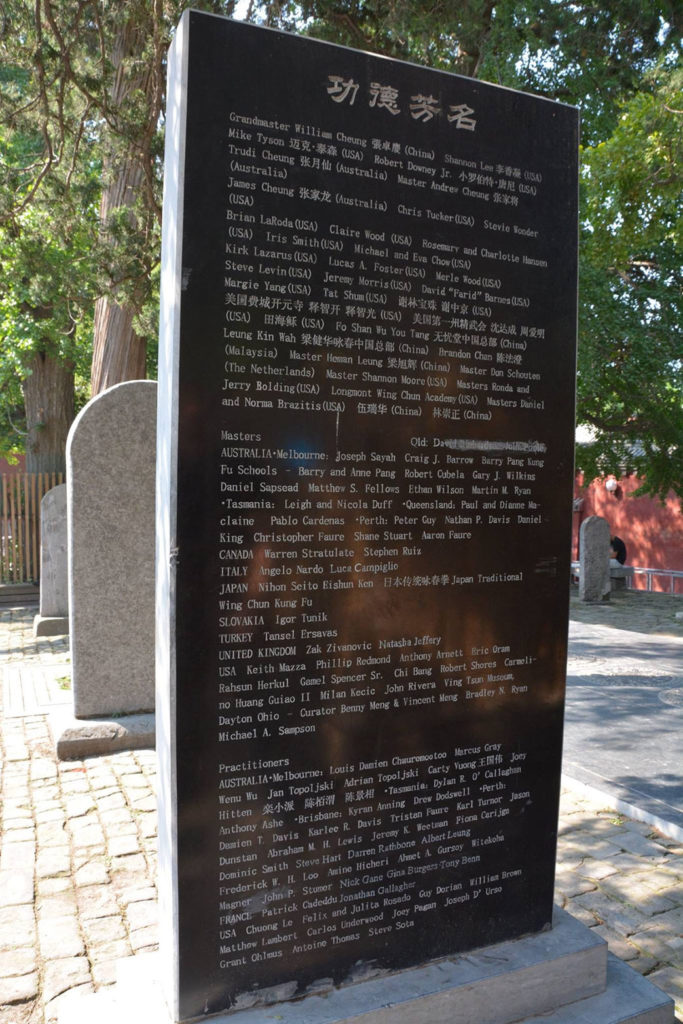 功德芳名
Grandmaster William Cheung 張卓慶 (China) Shannon Lee 李香凝 (USA)
Mike Tyson 迈克·泰森 (USA) Robert Downey Jr. 小罗伯特·唐尼 (USA)
Trudi Cheung 张月仙 (Australia) Master Andrew Cheung 张家将
(Australia)
James Cheung 张家龙 (Australia) Chris Tucker(USA) Stevie Wonder
(USA)
Brian LaRoda(USA) Claire Wood (USA) Rosemary and Charlotte Hansen
(USA) Iris Smith(USA) Michael and Eva Chow(USA)
Kirk Lazarus(USA) Lucas A. Foster(USA) Merle Wood(USA)
Steve Levin(USA) Jeremy Morris(USA) David "Farid" Barnes(USA)
Margie Yang(USA) Tat Shum(USA) 谢林宝珠 谢中京 (USA)
美国费城开元寺 释智开 释智光 (USA) 美国第一州精武会 沈达成 周爱明
(USA) 田海稣 (USA) Fo Shan Wu You Tang 无忧堂中国总部 (China)
Leung Kin Wah 梁健华咏春中国总部 (China) Brandon Chan 陈法澄
(Malaysia) Master Heman Leung 梁旭辉 (China) Master Don Schouten
(The Netherlands) Master Shannon Moore(USA) Masters Ronda and
Jerry Bolding(USA) Longmont Wing Chun Academy(USA) Masters Daniel
and Norma Brazitis(USA) 伍瑞华 (China) 林崇正 (China)
Masters Qld:
AUSTRALIA·Melbourne: Joseph Sayah Craig J. Barrow Barry Pang Kung
Fu Schools - Barry and Anne Pang Robert Cubela Gary J. Wilkins
Daniel Sapsead Matthew S. Fellows Ethan Wilson Martin M. Ryan
·Tasmania: Leigh and Nicola Duff ·Queensland: Paul and Dianne Ma-
claine Pablo Cardenas ·Perth: Peter Guy Nathan P. Davis Daniel
King Christopher Faure Shane Stuart Aaron Faure
CANADA Warren Stratulate Stephen Ruiz
ITALY Angelo Nardo Luca Campiglio
JAPAN Nihon Seito Eishun Ken 日本传统咏春拳 Japan Traditional
Wing Chun Kung Fu
SLOVAKIA Igor Tunik
TURKEY Tansel Ersavas
UNITED KINGDOM Zak Zivanovic Natasha Jeffery
USA Keith Mazza Phillip Redmond Anthony Arnett Eric Oram
Rahsun Herkul Gamel Spencer Sr. Chi Bang Robert Shores Carmeli-
no Huang Guiao II Milan Kecic John Rivera Ving Tsun Museum,
Dayton Ohio - Curator Benny Meng & Vincent Meng Bradley N. Ryan
Michael A. Sampson
Practitioners
AUSTRALIA·Melbourne: Louis Damien Chauromootoo Marcus Gray
Wenu Wu Jan Topoljski Adrian Topoljski Carty Vuong 王国伟 Joey
Hitten 栾小派 陈栢渭 陈景相 ·Tasmania: Dylan R. O' Callaghan
Anthony Ashe ·Brisbane: Kyran Anning Drew Dodswell ·Perth:
Damien T. Davis Karlee R. Davis Tristan Faure Karl Turnor Jason
Dunstan Abraham M. H. Lewis Jeremy K. Weetman Fiona Carijgm
Dominic Smith Steve Hart Darren Rathbone Albert Leung
Frederick W. H. Loo Amine Hicheri Ahmet A. Gursoy Witekoha
Magner John P. Stumer Nick Gane Gina Burgers Tony Benn
FRANCE Patrick Cadeddu Jonathan Gallagher
USA Chuong Le Felix and Julita Rosado Guy Dorian William Brown
Matthew Lambert Carlos Underwood Joey Pagan Joseph D' Urso
Grant Ohlmus Antoine Thomas Steve Sota